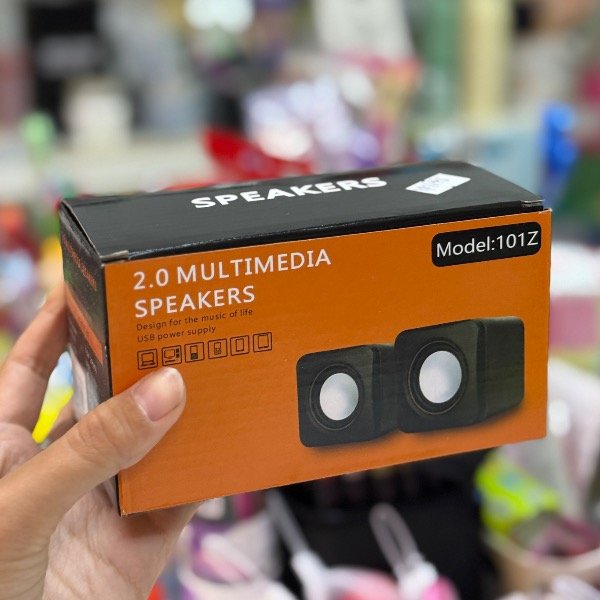 SPEAKERS
Model:101Z
2.0 MULTIMEDIA
SPEAKERS
Design for the music of life
USB power supply